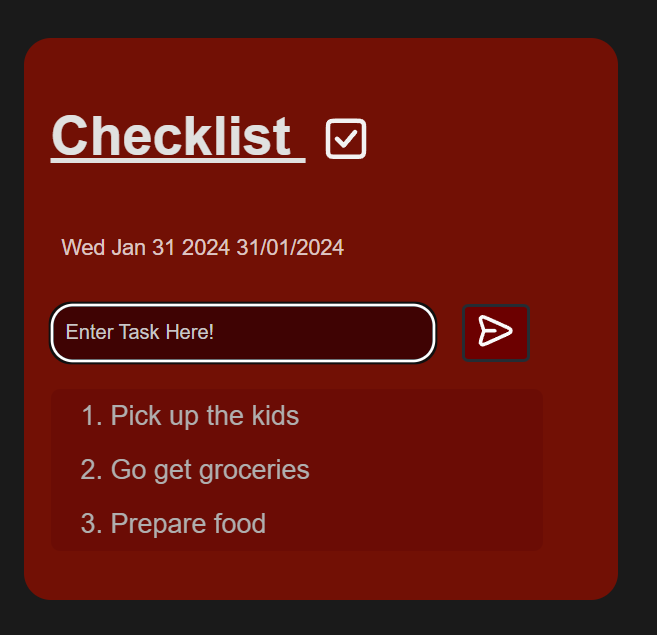 Checklist
Wed Jan 31 2024 31/01/2024
Enter Task Here!
1. Pick up the kids
2. Go get groceries
3. Prepare food